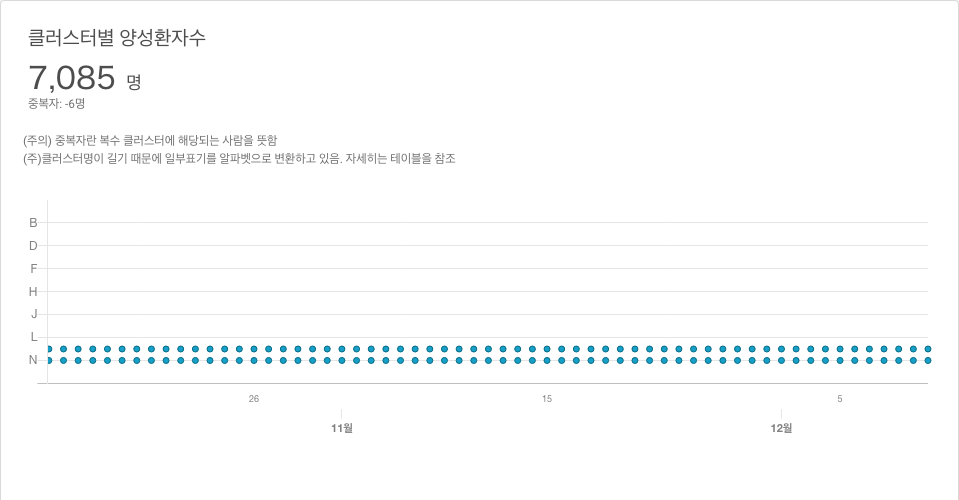 클러스터별 양성환자수
7,085 명
중복자: -6명
(주의) 중복자란 복수 클러스터에 해당되는 사람을 뜻함
(주)클러스터명이 길기 때문에 일부표기를 알파벳으로 변환하고 있음. 자세히는 테이블을 참조
B
D
F
H
J
L
N
26 15 5
11월 12월